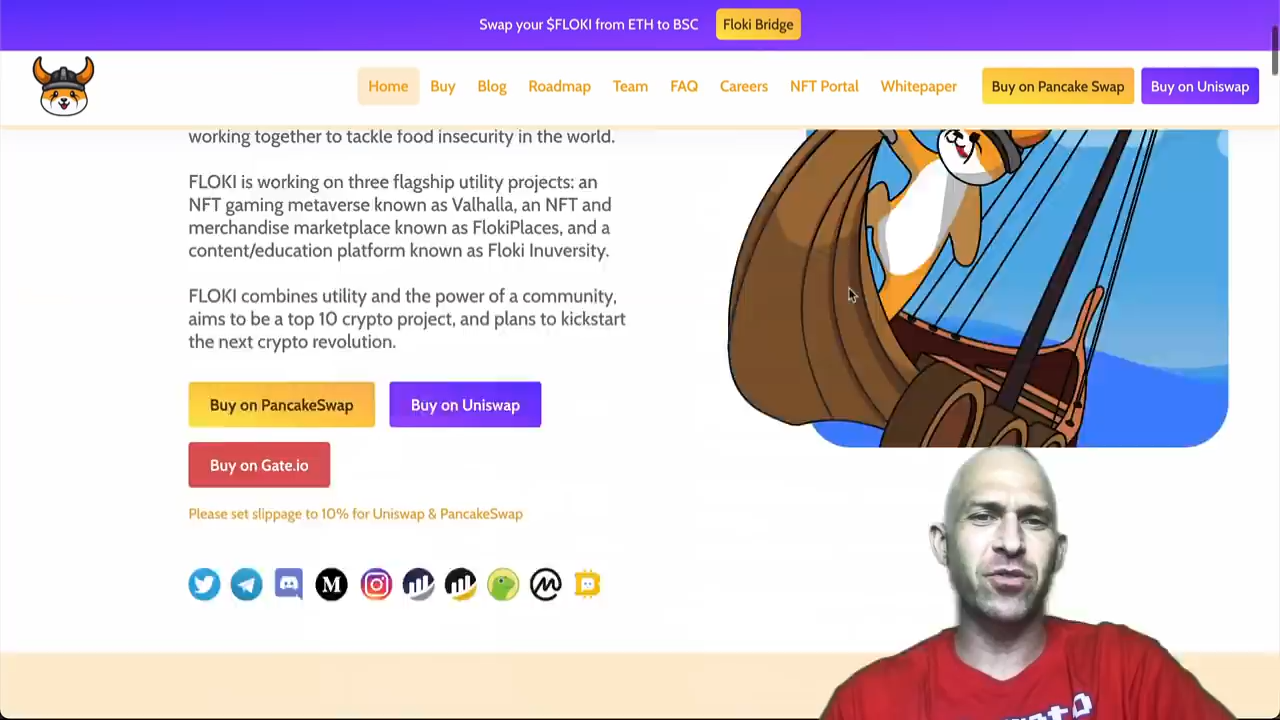 Swap your $FLOKI from ETH to BSC Floki Bridge
Home Buy Blog Roadmap Team FAQ Careers NFT Portal Whitepaper Buy on Pancake Swap Buy on Uniswap
working together to tackle food insecurity in the world.
FLOKI is working on three flagship utility projects: an
NFT gaming metaverse known as Valhalla, an NFT and
merchandise marketplace known as FlokiPlaces, and a
content/education platform known as Floki Inuversity.
FLOKI combines utility and the power of a community,
aims to be a top 10 crypto project, and plans to kickstart
the next crypto revolution.
Buy on PancakeSwap Buy on Uniswap
Buy on Gate.io
Please set slippage to 10% for Uniswap & PancakeSwap
M